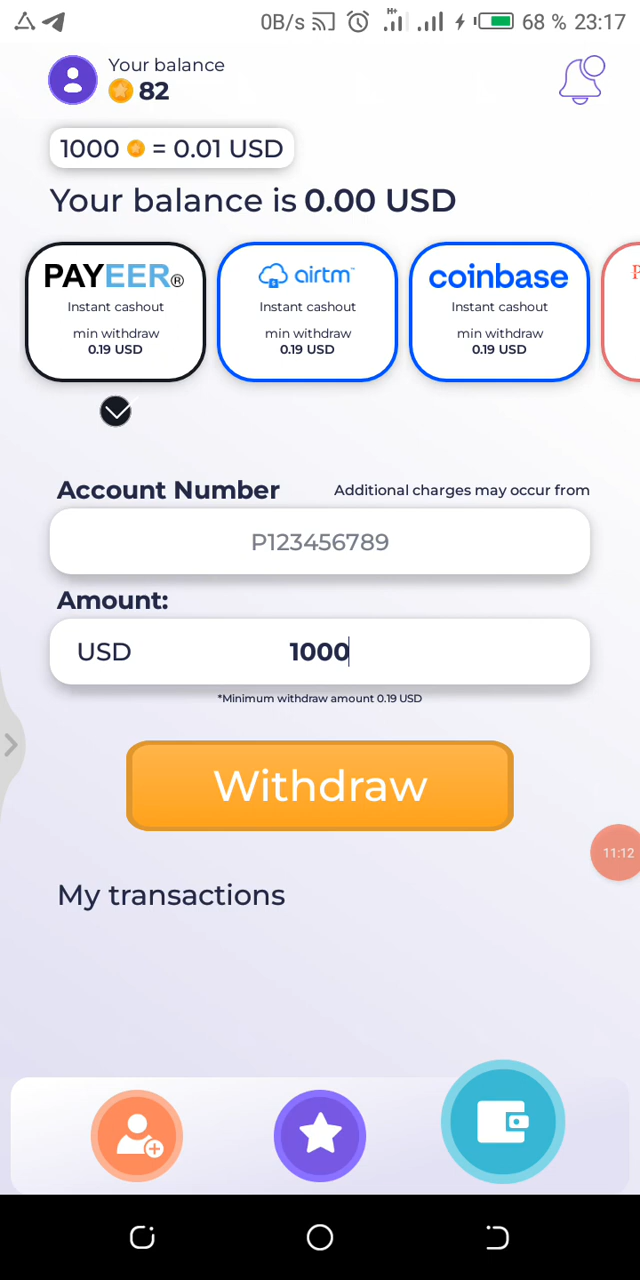 0B/s H+ 68 % 23:17
Your balance
82
1000 = 0.01 USD
Your balance is 0.00 USD
PAYEER®
Instant cashout
min withdraw
0.19 USD
airtm™
Instant cashout
min withdraw
0.19 USD
coinbase
Instant cashout
min withdraw
0.19 USD
P
Account Number
Additional charges may occur from
P123456789
Amount:
USD 1000
*Minimum withdraw amount 0.19 USD
Withdraw
11:12
My transactions